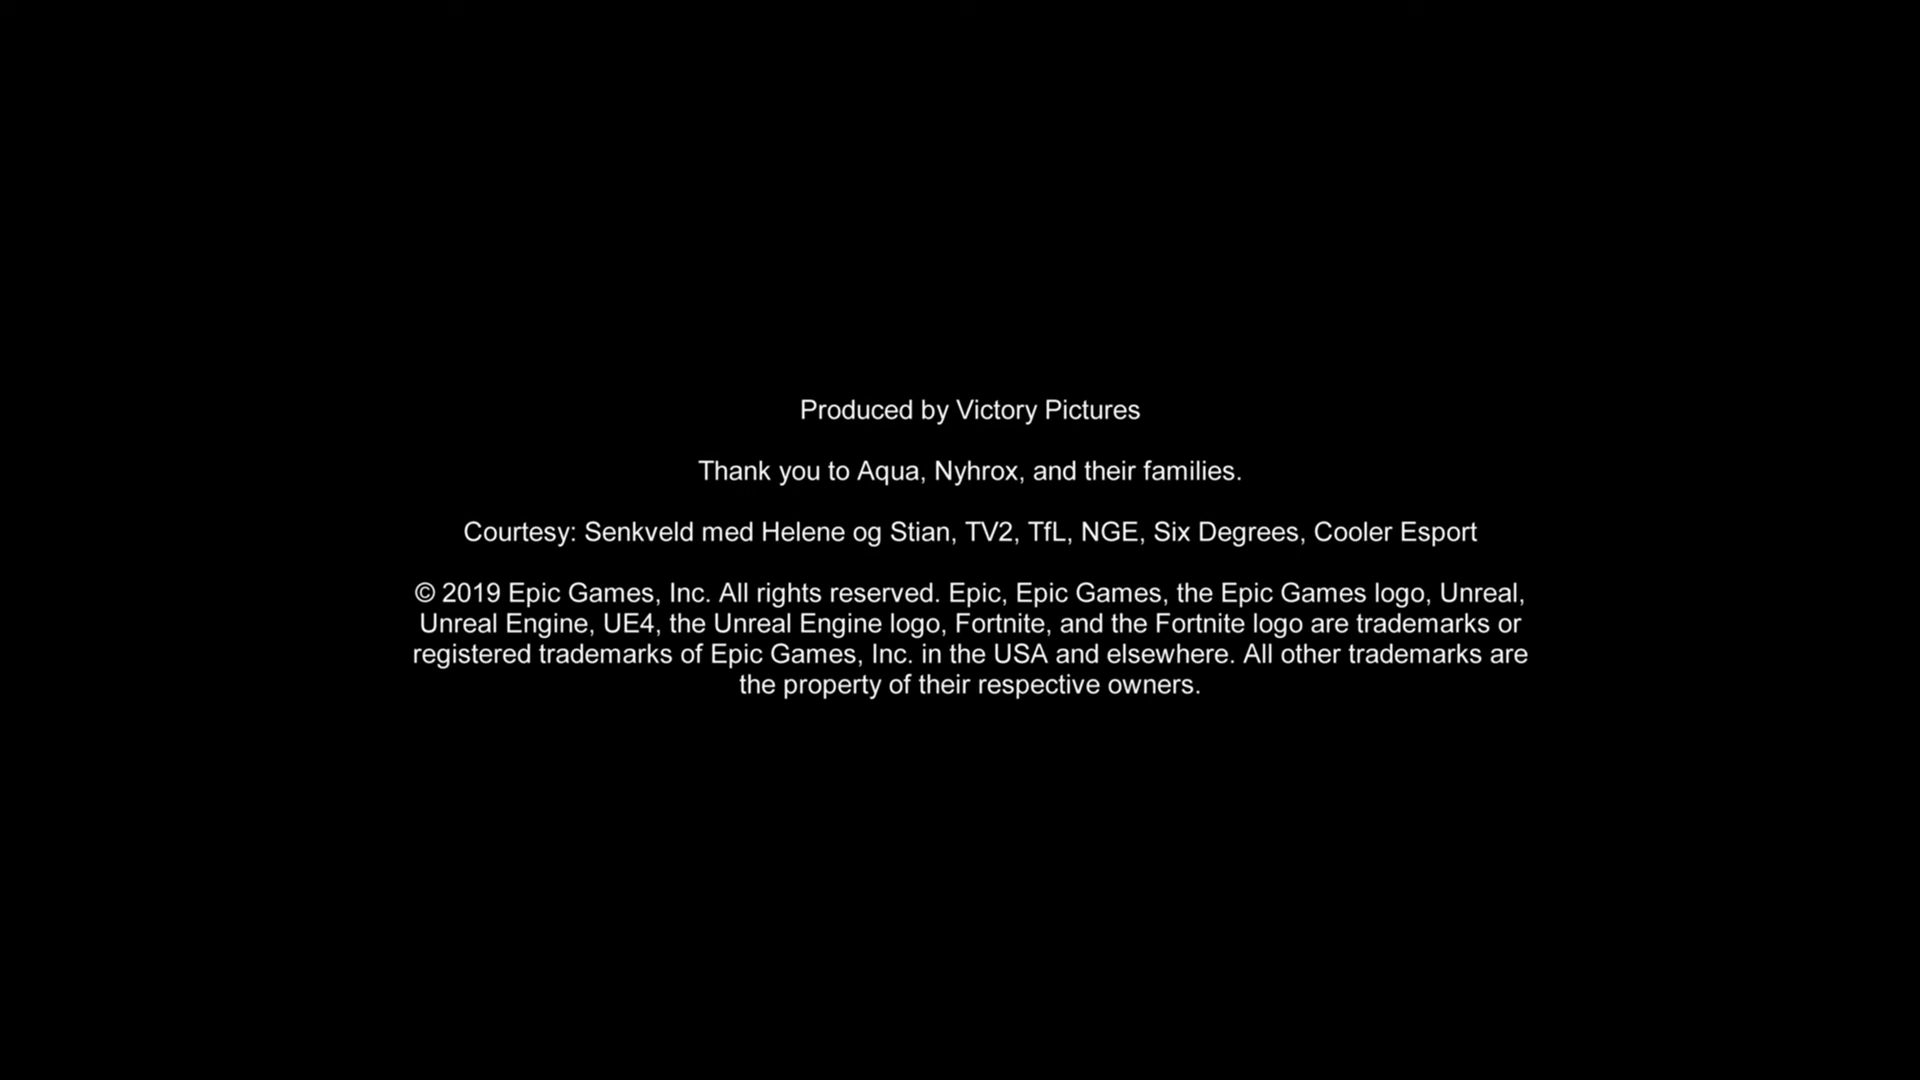 Produced by Victory Pictures
Thank you to Aqua, Nyhrox, and their families.
Courtesy: Senkveld med Helene og Stian, TV2, TfL, NGE, Six Degrees, Cooler Esport
© 2019 Epic Games, Inc. All rights reserved. Epic, Epic Games, the Epic Games logo, Unreal,
Unreal Engine, UE4, the Unreal Engine logo, Fortnite, and the Fortnite logo are trademarks or
registered trademarks of Epic Games, Inc. in the USA and elsewhere. All other trademarks are
the property of their respective owners.